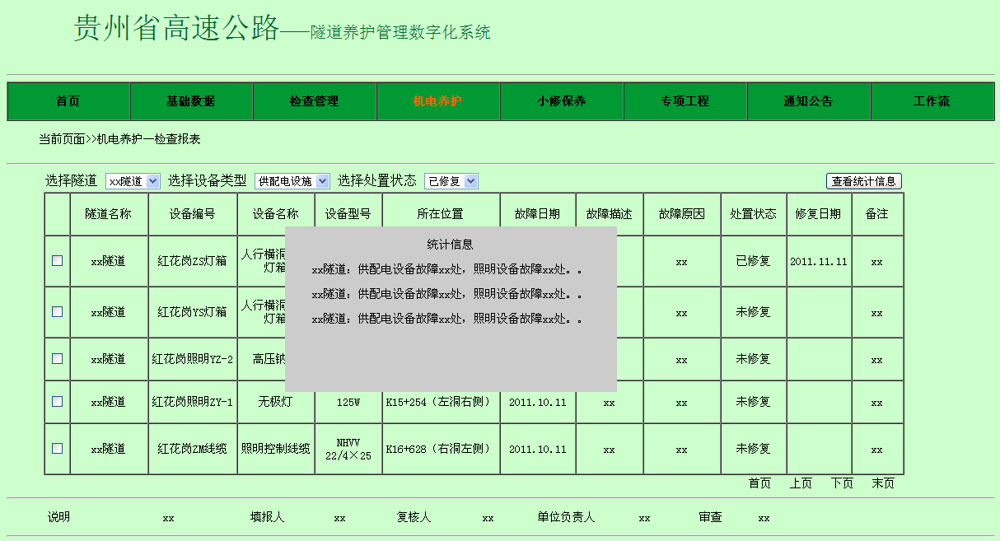 贵州省高速公路——隧道养护管理数字化系统
首页 基础数据 检查管理 机电养护 小修保养 专项工程 通知公告 工作流
当前页面>>机电养护—检查报表
选择隧道 xx隧道 选择设备类型 供配电设施 选择处置状态 已修复 查看统计信息
隧道名称 设备编号 设备名称 设备型号 所在位置 故障日期 故障描述 故障原因 处置状态 修复日期 备注
xx隧道 红花岗ZS灯箱 人行横洞灯箱 xx 已修复 2011.11.11 xx
xx隧道 红花岗YS灯箱 人行横洞灯箱 xx 未修复 xx
xx隧道 红花岗照明YZ-2 高压钠 xx 未修复 xx
统计信息
xx隧道：供配电设备故障xx处，照明设备故障xx处。。
xx隧道：供配电设备故障xx处，照明设备故障xx处。。
xx隧道：供配电设备故障xx处，照明设备故障xx处。。
xx隧道 红花岗照明ZY-1 无极灯 125W K15+254（左洞右侧） 2011.10.11 xx xx 未修复 xx
xx隧道 红花岗ZM线缆 照明控制线缆 NHVV 22/4×25 K16+628（右洞左侧） 2011.10.11 xx xx 未修复 xx
首页 上页 下页 末页
说明 xx 填报人 xx 复核人 xx 单位负责人 xx 审查 xx